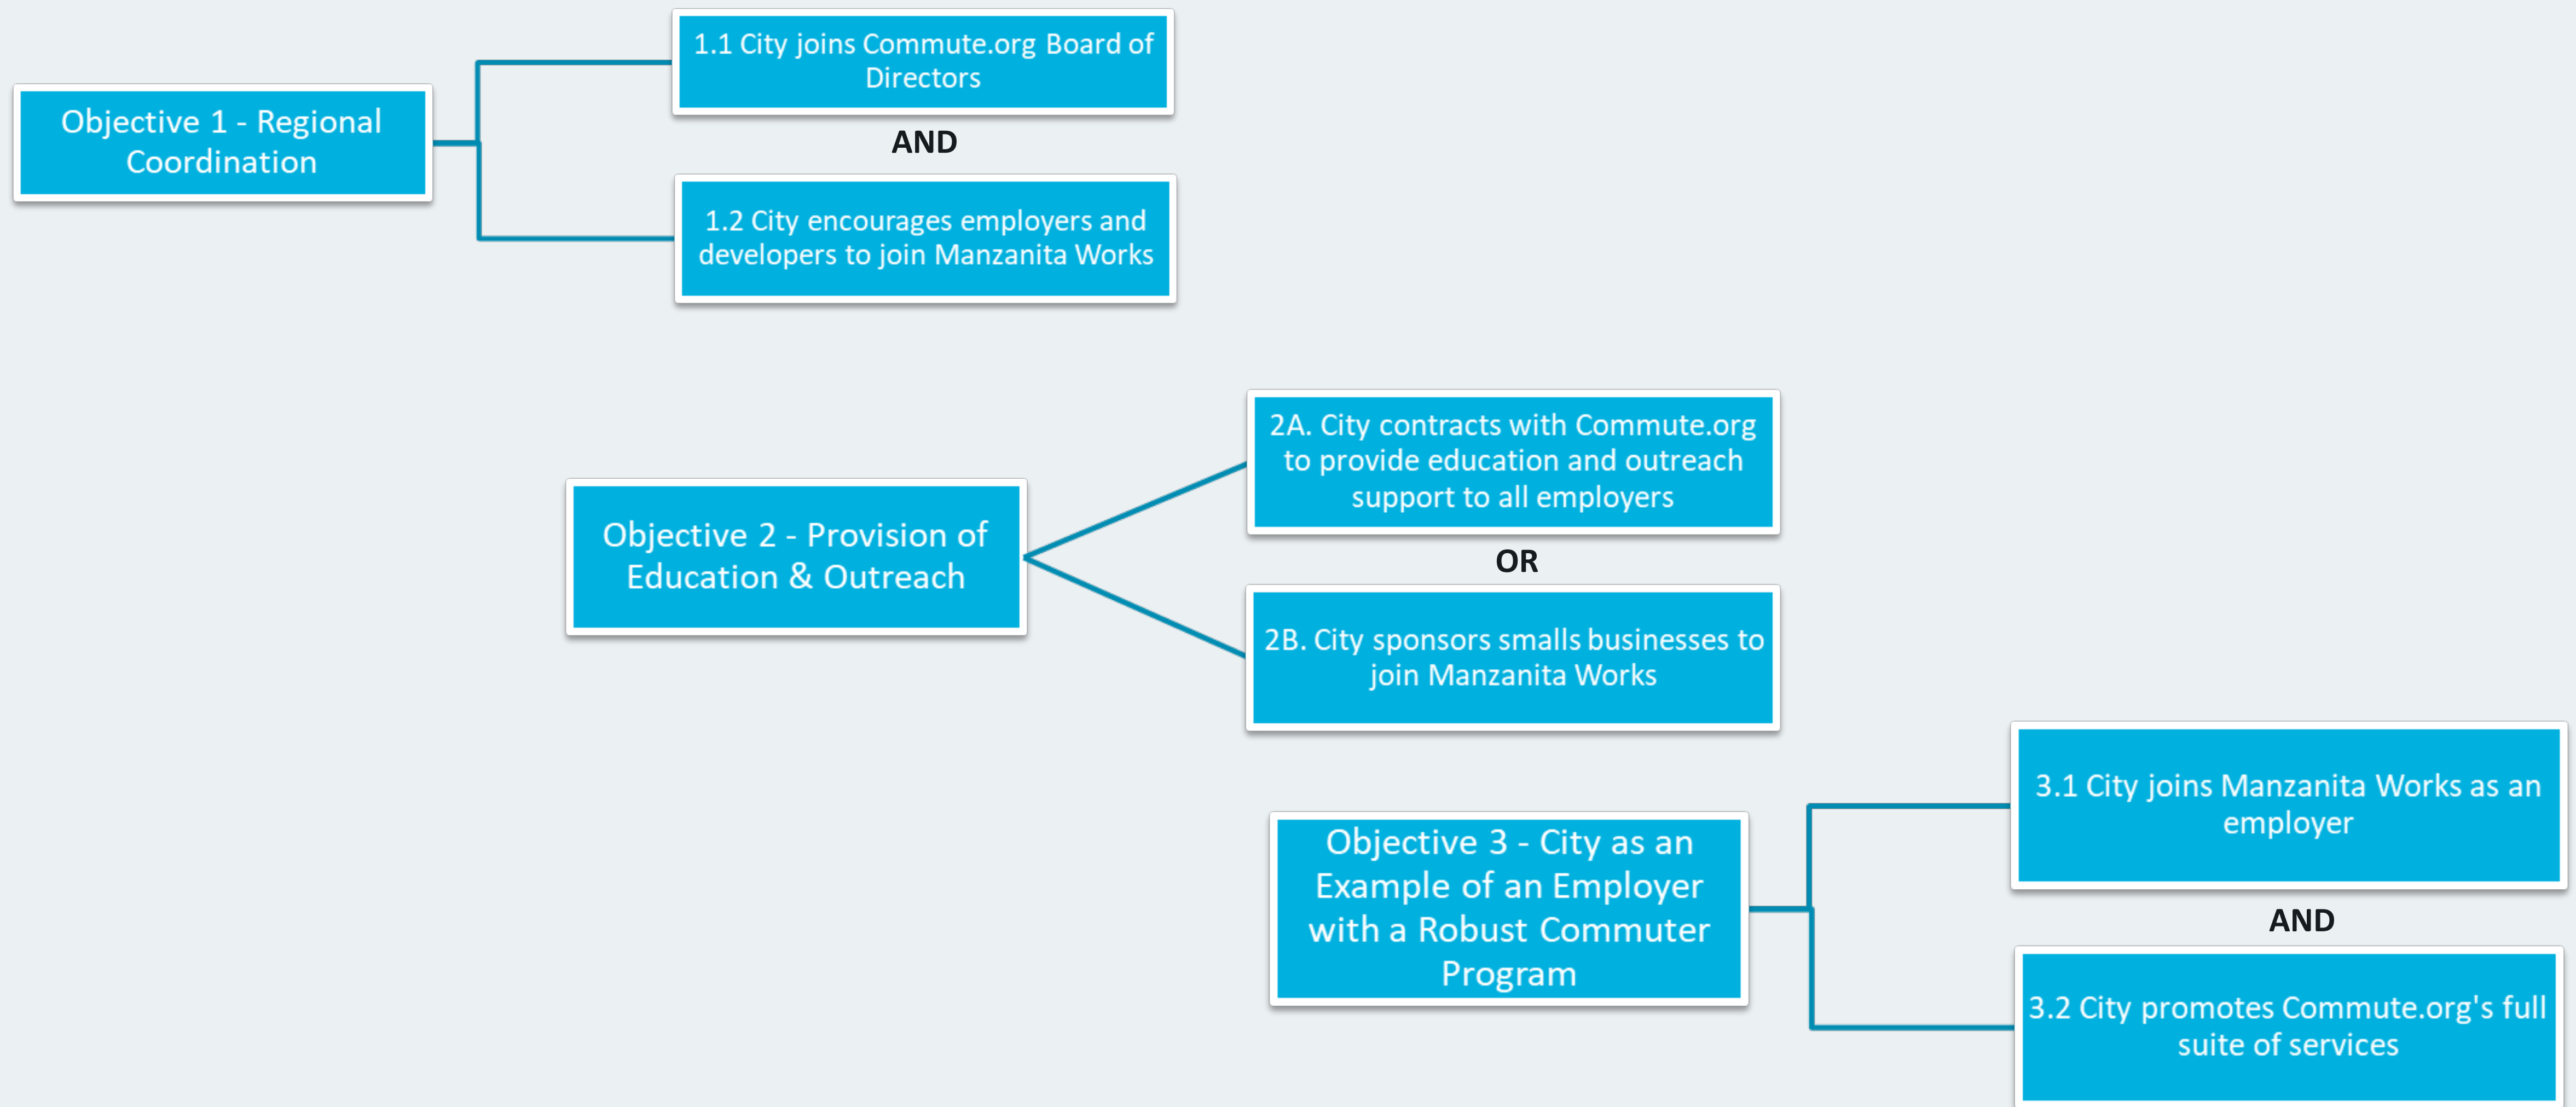 Objective 1 - Regional
Coordination
1.1 City joins Commute.org Board of
Directors
AND
1.2 City encourages employers and
developers to join Manzanita Works
Objective 2 - Provision of
Education & Outreach
2A. City contracts with Commute.org
to provide education and outreach
support to all employers
OR
2B. City sponsors smalls businesses to
join Manzanita Works
Objective 3 - City as an
Example of an Employer
with a Robust Commuter
Program
3.1 City joins Manzanita Works as an
employer
AND
3.2 City promotes Commute.org's full
suite of services